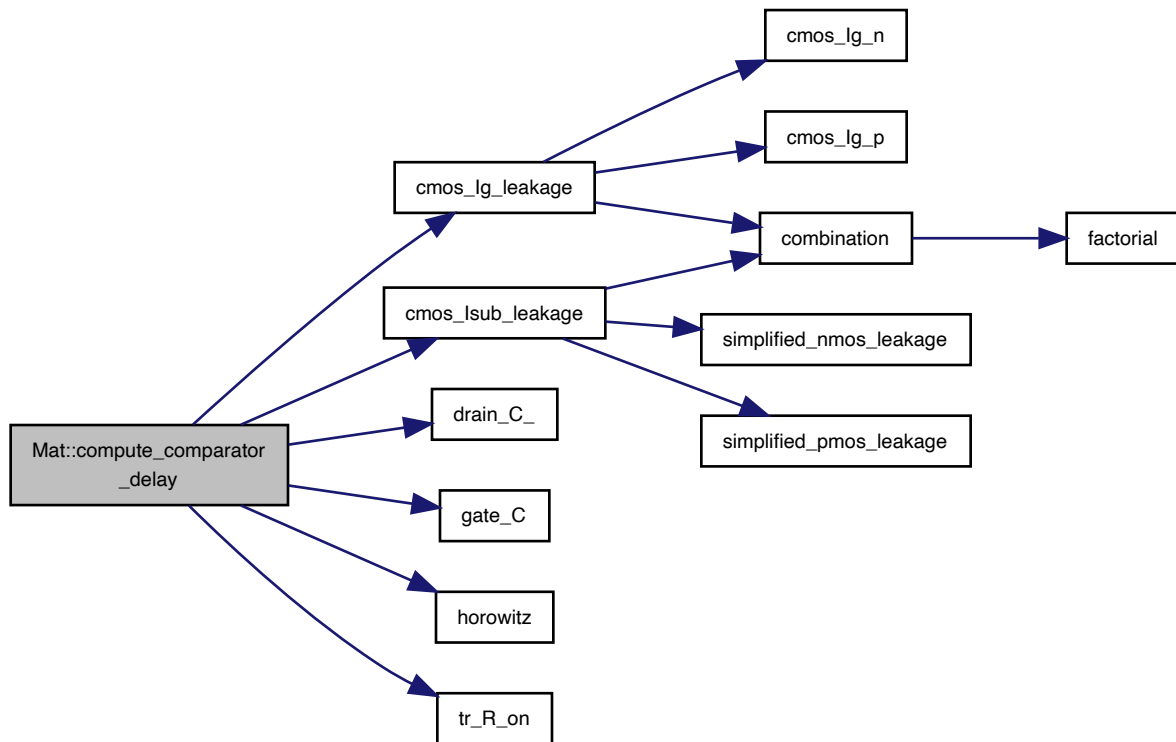 cmos_Ig_n
cmos_Ig_p
cmos_Ig_leakage
combination
factorial
cmos_Isub_leakage
simplified_nmos_leakage
drain_C_
simplified_pmos_leakage
Mat::compute_comparator
_delay
gate_C
horowitz
tr_R_on